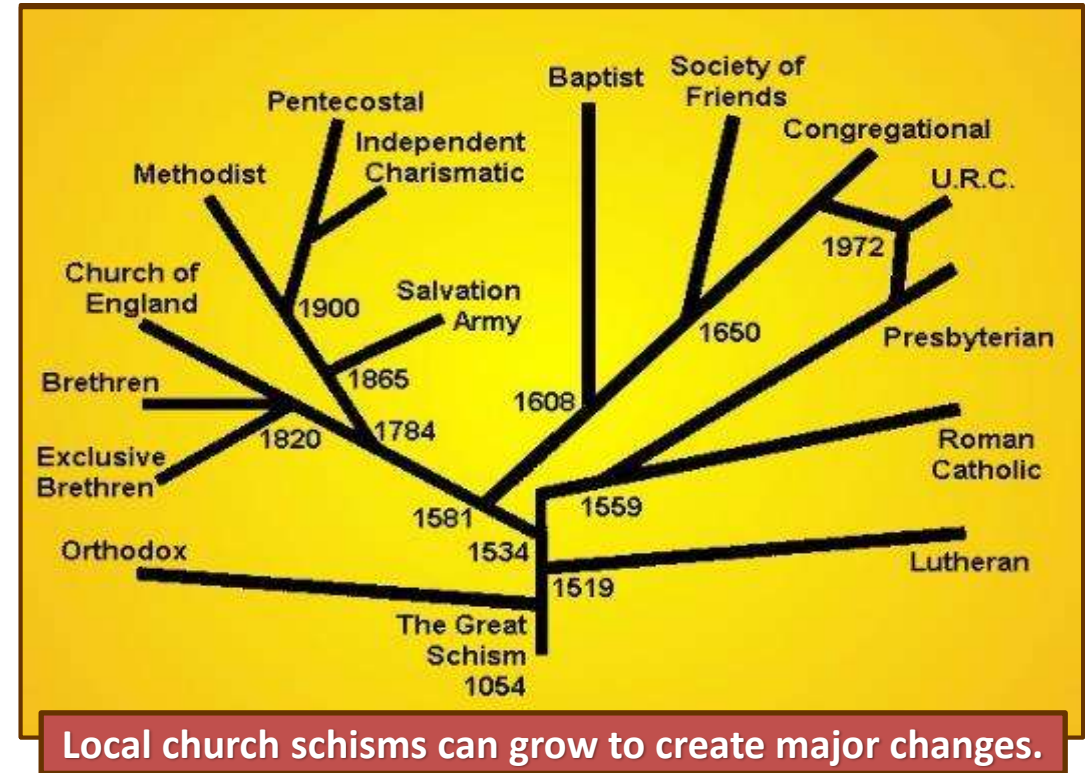 Baptist
Society of
Friends
Pentecostal
Independent
Charismatic
Congregational
Methodist
U.R.C.
1972
Church of
England
1900
Salvation
Army
1650
Presbyterian
Brethren
1865
1608
1820
1784
Exclusive
Brethren
Roman
Catholic
1581
1559
1534
Orthodox
Lutheran
1519
The Great
Schism
1054
Local church schisms can grow to create major changes.